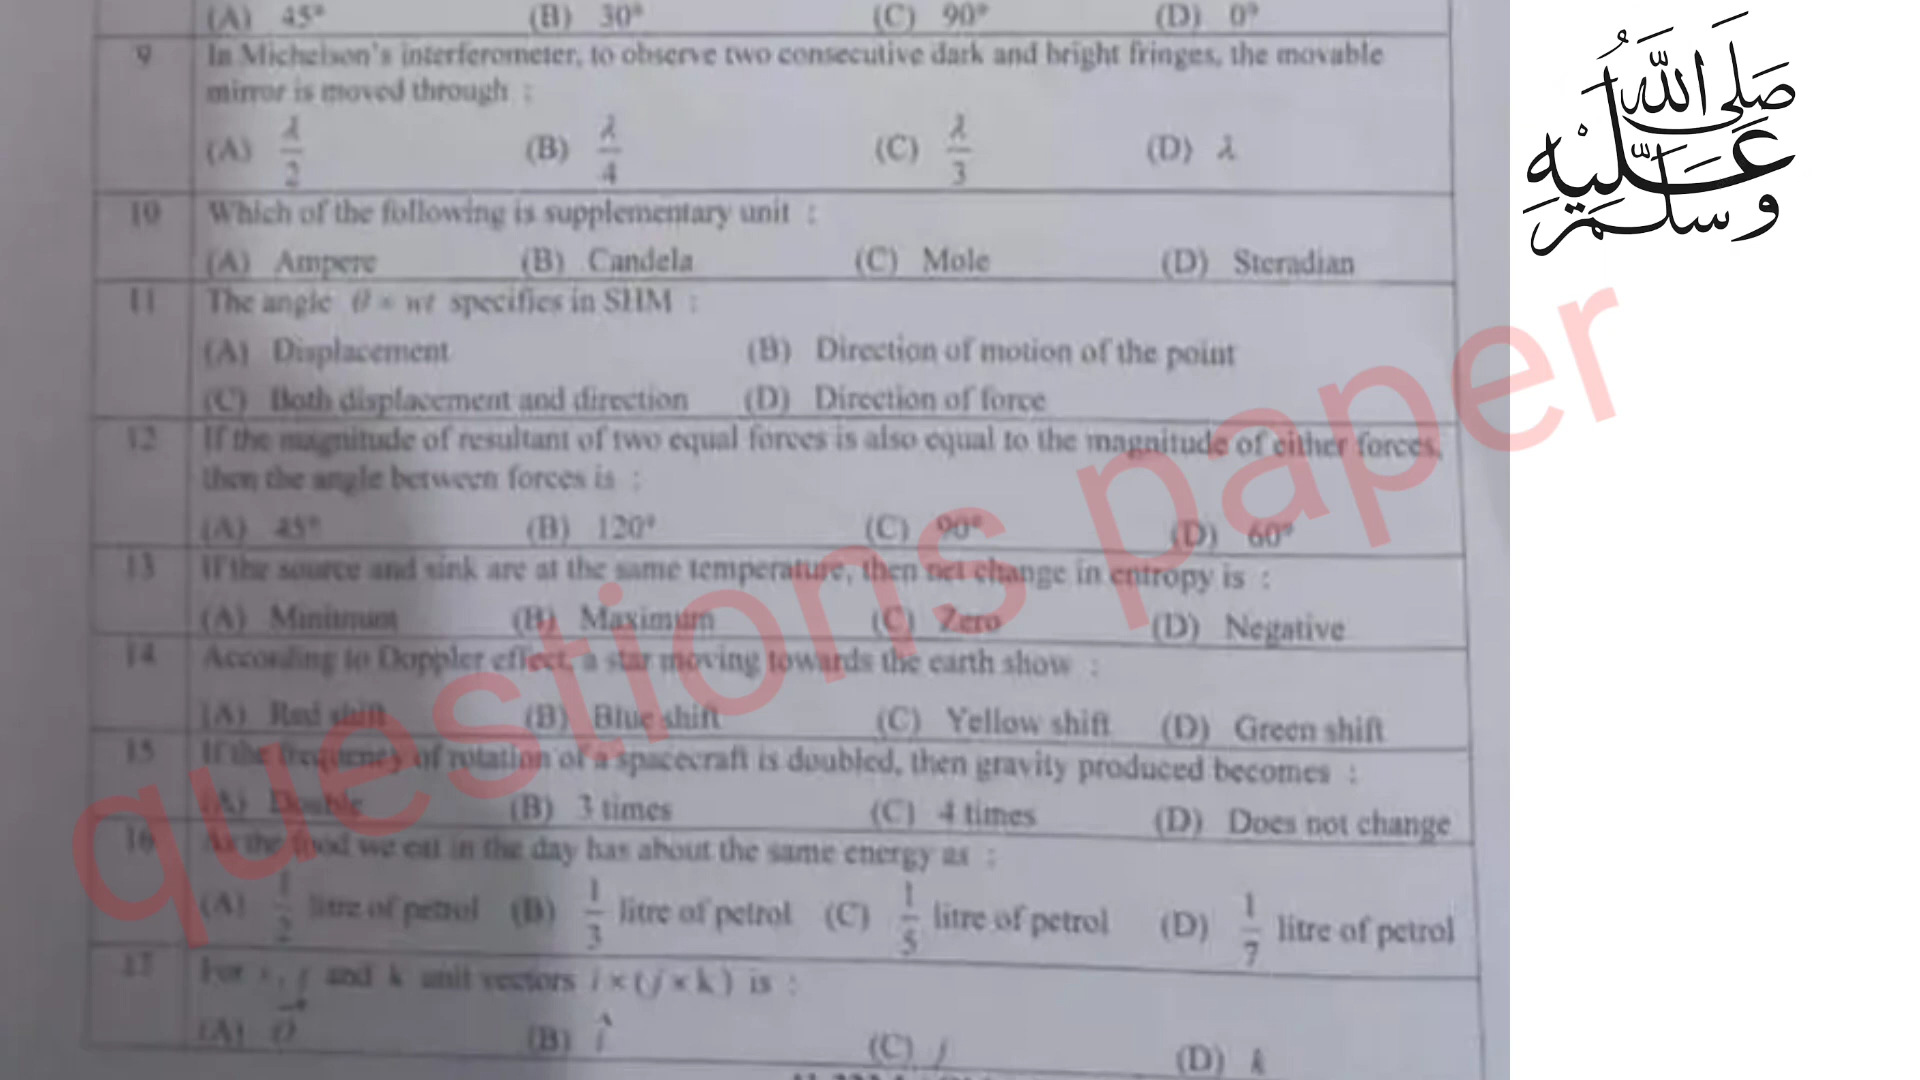 (A) 45° (B) 30° (C) 90° (D) 0°
9 In Michelson's interferometer, to observe two consecutive dark and bright fringes, the movable
mirror is moved through :
(A) λ/2 (B) λ/4 (C) λ/3 (D) λ
10 Which of the following is supplementary unit :
(A) Ampere (B) Candela (C) Mole (D) Steradian
11 The angle θ = wt specifies in SHM :
(A) Displacement (B) Direction of motion of the point
(C) Both displacement and direction (D) Direction of force
12 If the magnitude of resultant of two equal forces is also equal to the magnitude of either forces,
then the angle between forces is :
(A) 45° (B) 120° (C) 90° (D) 60°
13 If the source and sink are at the same temperature, then net change in entropy is :
(A) Minimum (B) Maximum (C) Zero (D) Negative
14 According to Doppler effect, a star moving towards the earth show :
(A) Red shift (B) Blue shift (C) Yellow shift (D) Green shift
15 If the frequency of rotation of a spacecraft is doubled, then gravity produced becomes :
(A) Double (B) 3 times (C) 4 times (D) Does not change
16 As the food we eat in the day has about the same energy as :
(A) 1/2 litre of petrol (B) 1/3 litre of petrol (C) 1/5 litre of petrol (D) 1/7 litre of petrol
17 For i, j and k unit vectors i × (j × k) is :
(A) O⃗ (B) î (C) j (D) k
questions paper
صَلَى اللَّٰهُ
عَلَيْهِ
وَسَلَّمَ